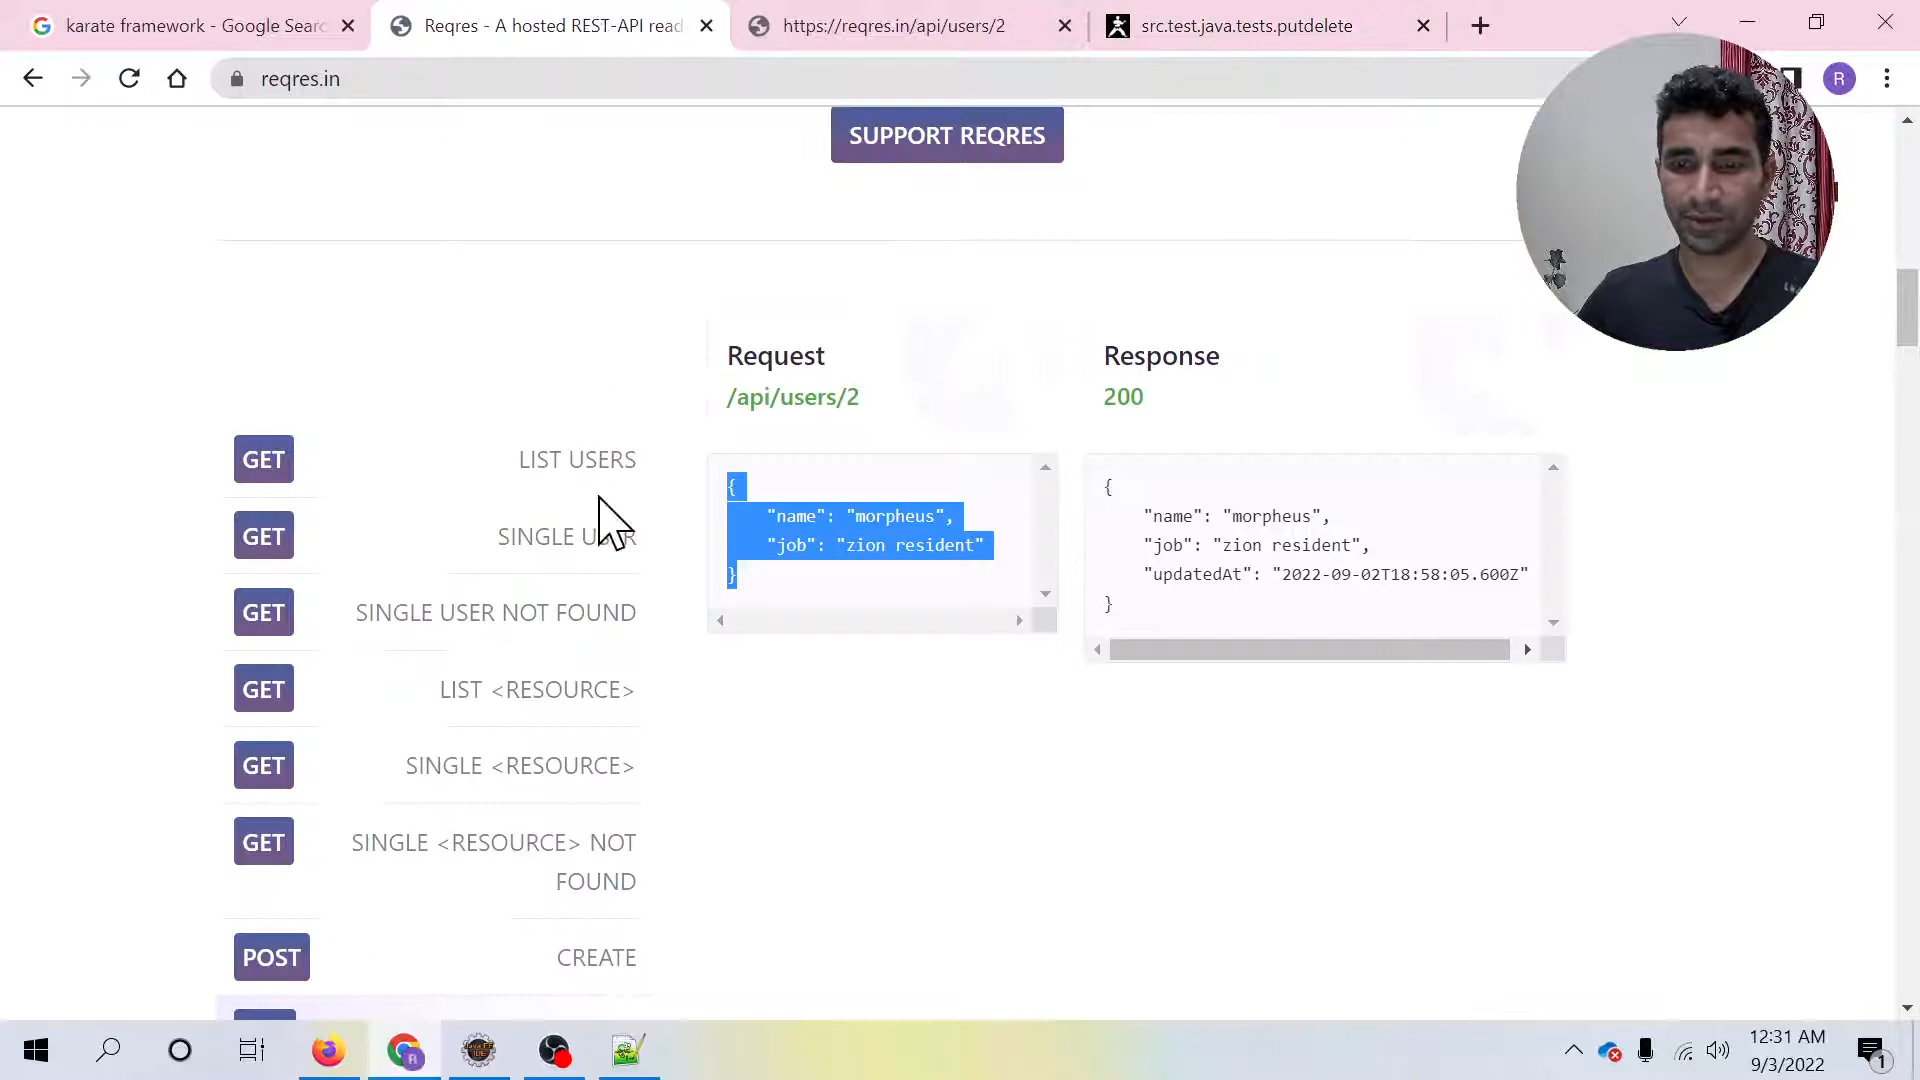 karate framework - Google Searc
Reqres - A hosted REST-API read
https://reqres.in/api/users/2
src.test.java.tests.putdelete
reqres.in
R
SUPPORT REQRES
Request
/api/users/2
Response
200
GET LIST USERS
GET SINGLE USER
GET SINGLE USER NOT FOUND
GET LIST <RESOURCE>
GET SINGLE <RESOURCE>
GET SINGLE <RESOURCE> NOT
FOUND
POST CREATE
{
"name": "morpheus",
"job": "zion resident"
}
{
"name": "morpheus",
"job": "zion resident",
"updatedAt": "2022-09-02T18:58:05.600Z"
}
12:31 AM
9/3/2022
1